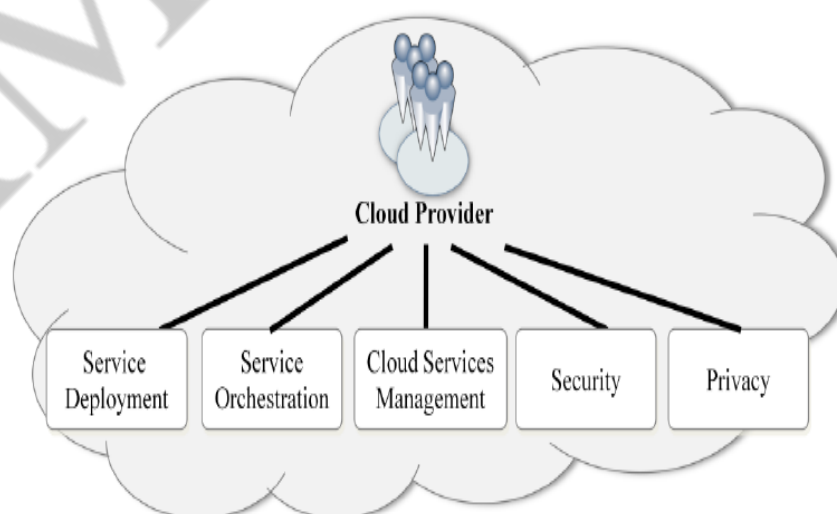 Cloud Provider
Service
Deployment
Service
Orchestration
Cloud Services
Management
Security
Privacy